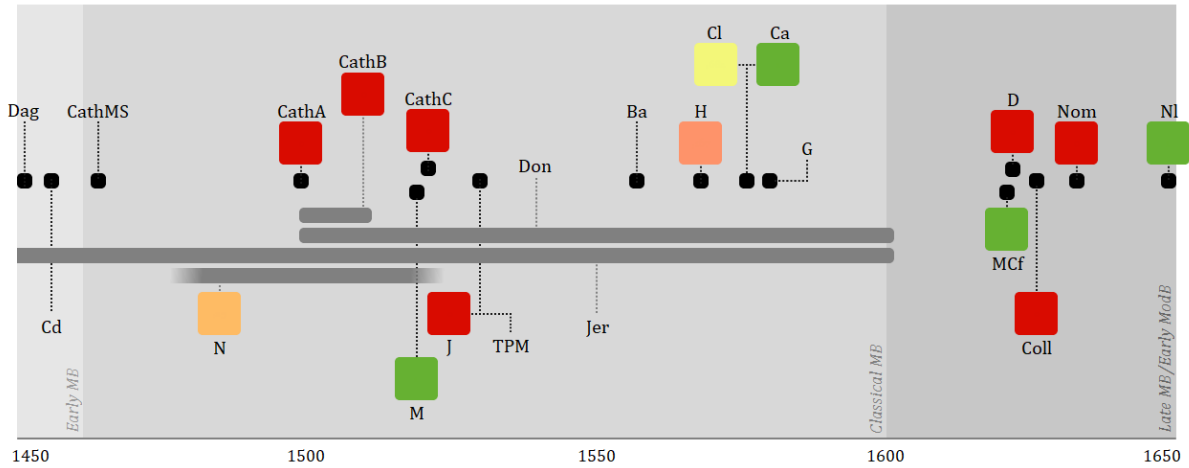 Cl Ca
CathB
CathC
D
Dag CathMS CathA Ba H Nom Nl
G
Don
MCf
Cd N J TPM Jer Coll
M
Early MB
Classical MB
Late MB/Early ModB
1450 1500 1550 1600 1650